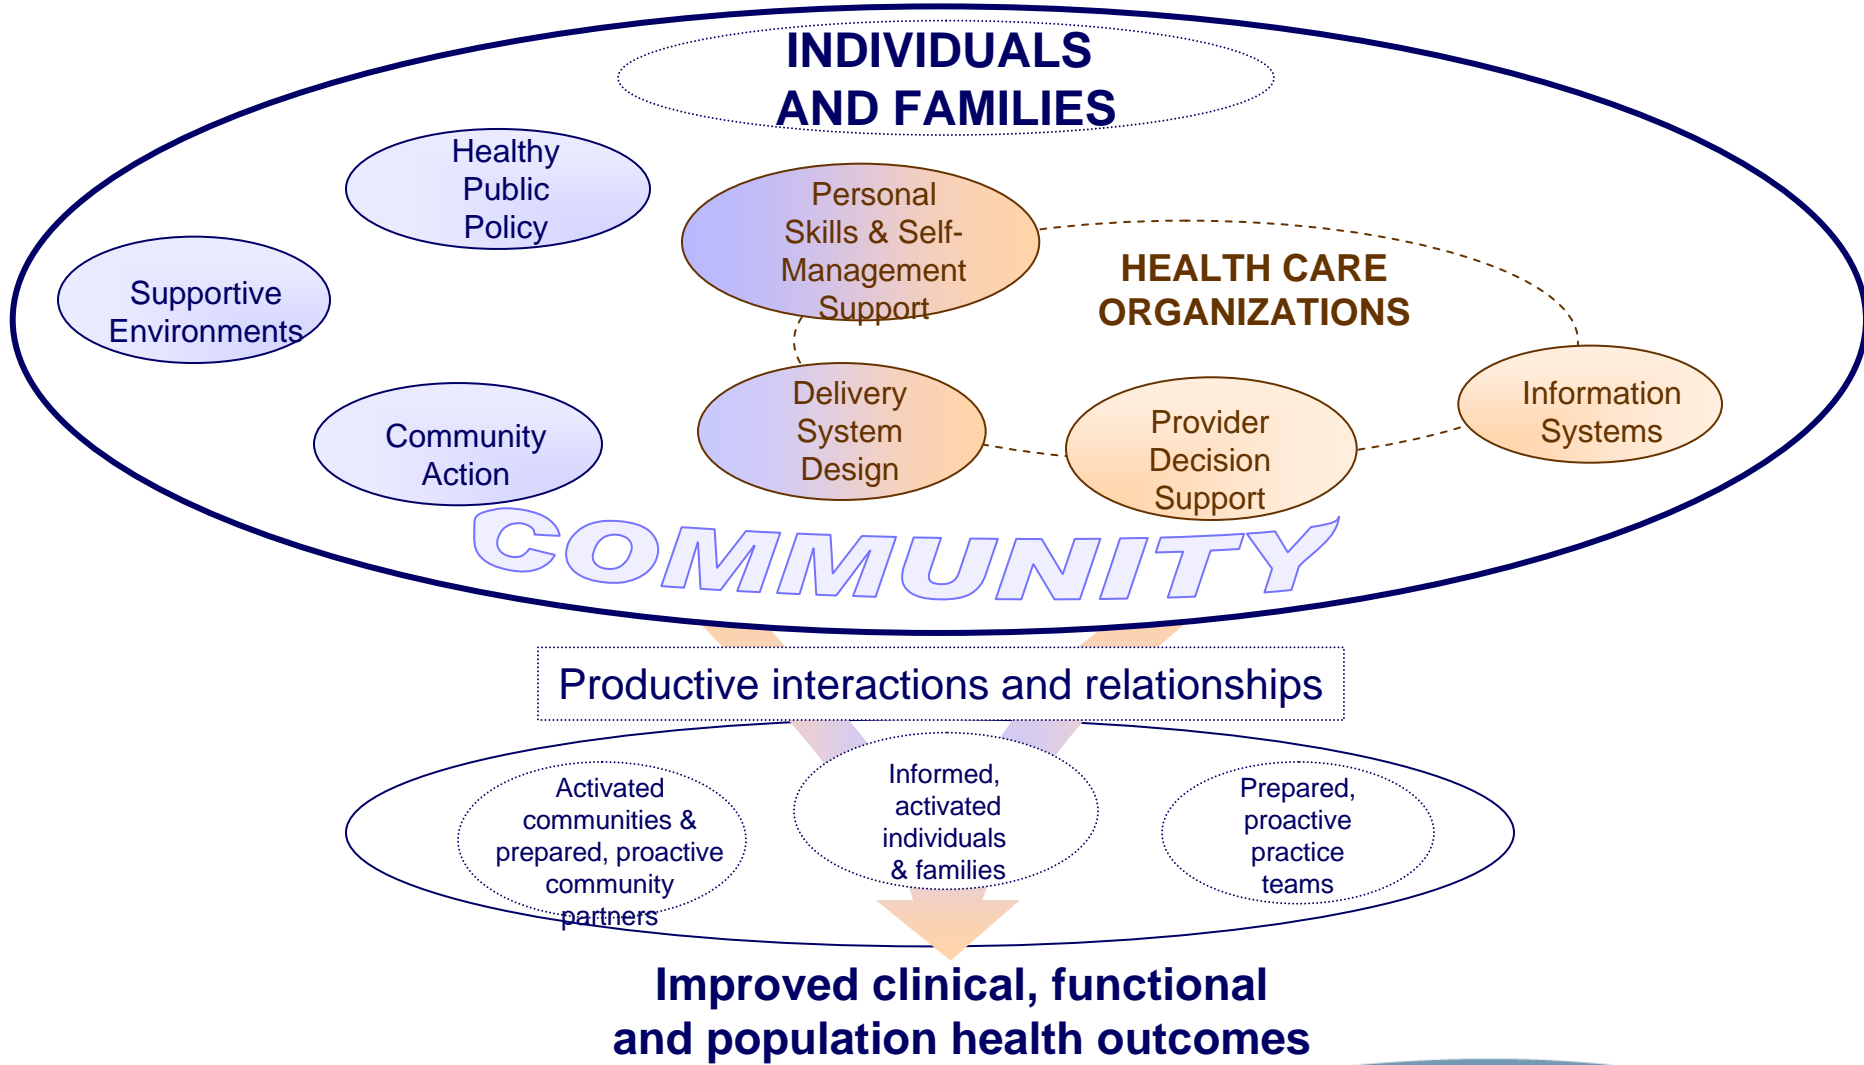 INDIVIDUALS
AND FAMILIES
Healthy
Public
Policy
Supportive
Environments
Community
Action
Personal
Skills & Self-
Management
Support
HEALTH CARE
ORGANIZATIONS
Delivery
System
Design
Provider
Decision
Support
Information
Systems
COMMUNITY
Productive interactions and relationships
Activated
communities &
prepared, proactive
community
partners
Informed,
activated
individuals
& families
Prepared,
proactive
practice
teams
Improved clinical, functional
and population health outcomes